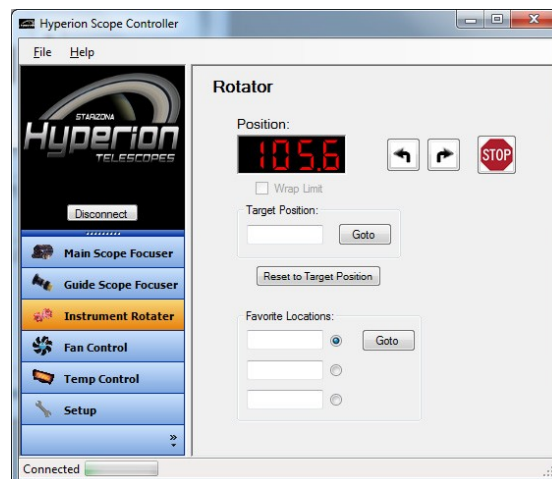 Hyperion Scope Controller
File Help
STARIZONA
Hyperion
TELESCOPES
Disconnect
Main Scope Focuser
Guide Scope Focuser
Instrument Rotater
Fan Control
Temp Control
Setup
»
Connected
Rotator
Position:
105.6
STOP
Wrap Limit
Target Position:
Goto
Reset to Target Position
Favorite Locations:
Goto